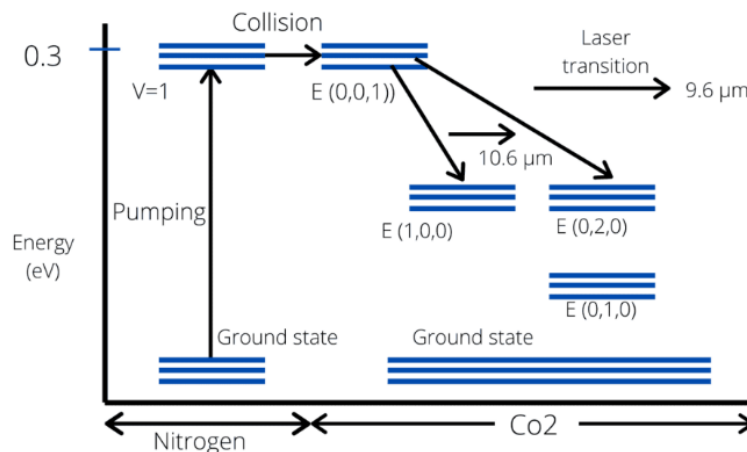 Collision
0.3
V=1
E (0,0,1))
Laser
transition
9.6 μm
10.6 μm
Pumping
E (1,0,0)
E (0,2,0)
Energy
(eV)
E (0,1,0)
Ground state
Ground state
Nitrogen
Co2